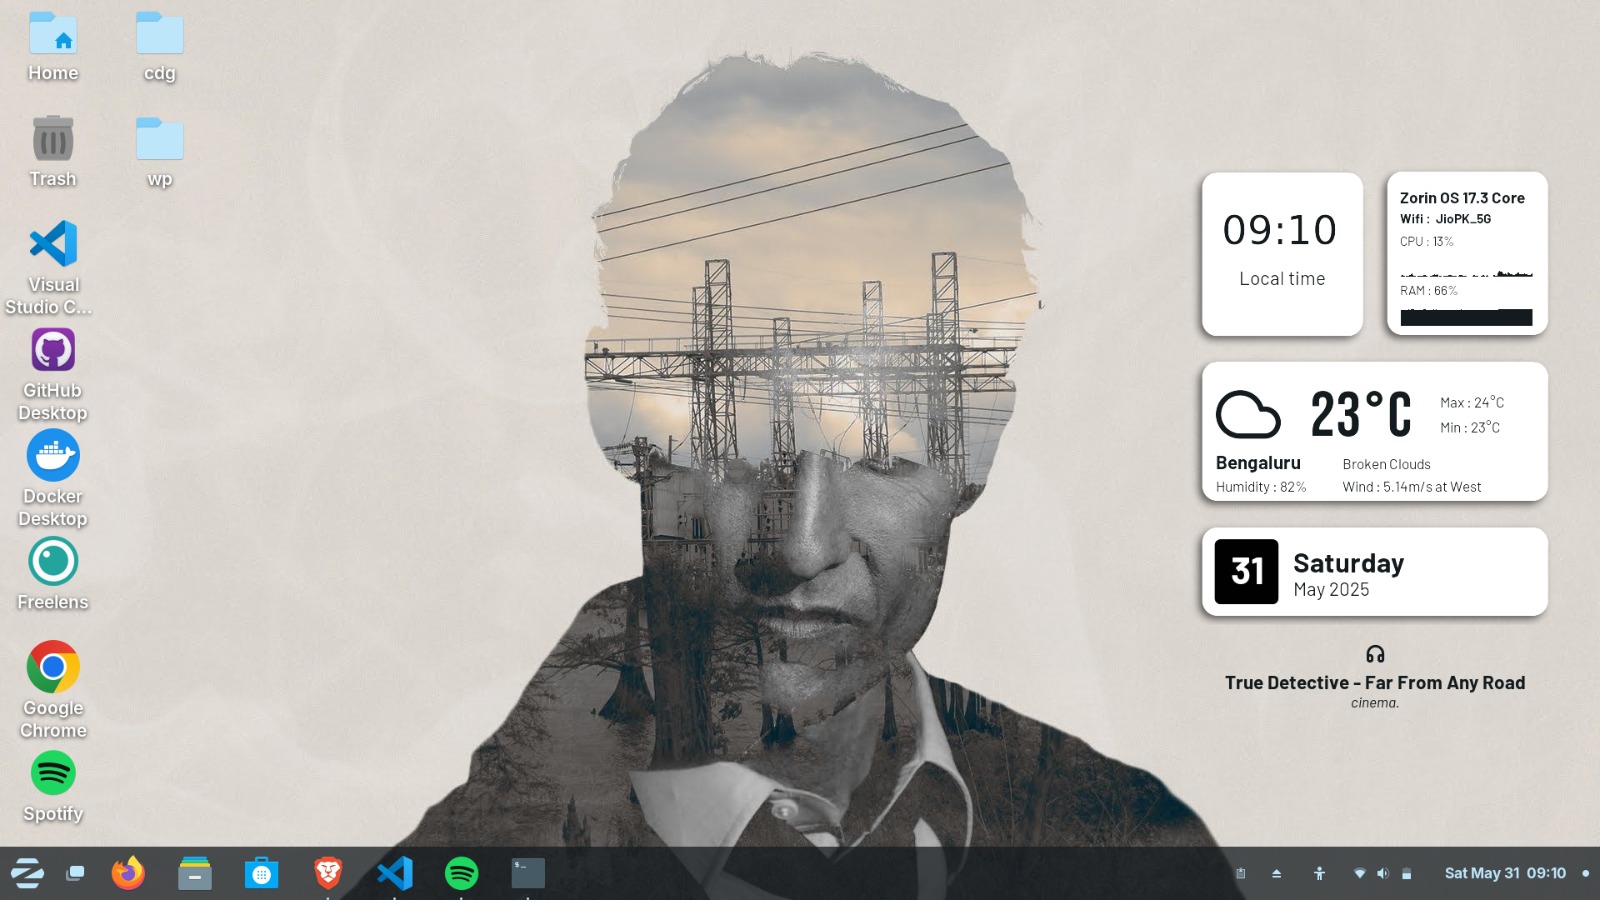 Home
cdg
Trash
wp
Visual
Studio C...
GitHub
Desktop
Docker
Desktop
Freelens
Google
Chrome
Spotify
09:10
Local time
Zorin OS 17.3 Core
Wifi : JioPK_5G
CPU : 13%
RAM : 66%
23°C
Max : 24°C
Min : 23°C
Bengaluru
Broken Clouds
Humidity : 82%
Wind : 5.14m/s at West
31
Saturday
May 2025
True Detective - Far From Any Road
cinema.
$_
Sat May 31 09:10